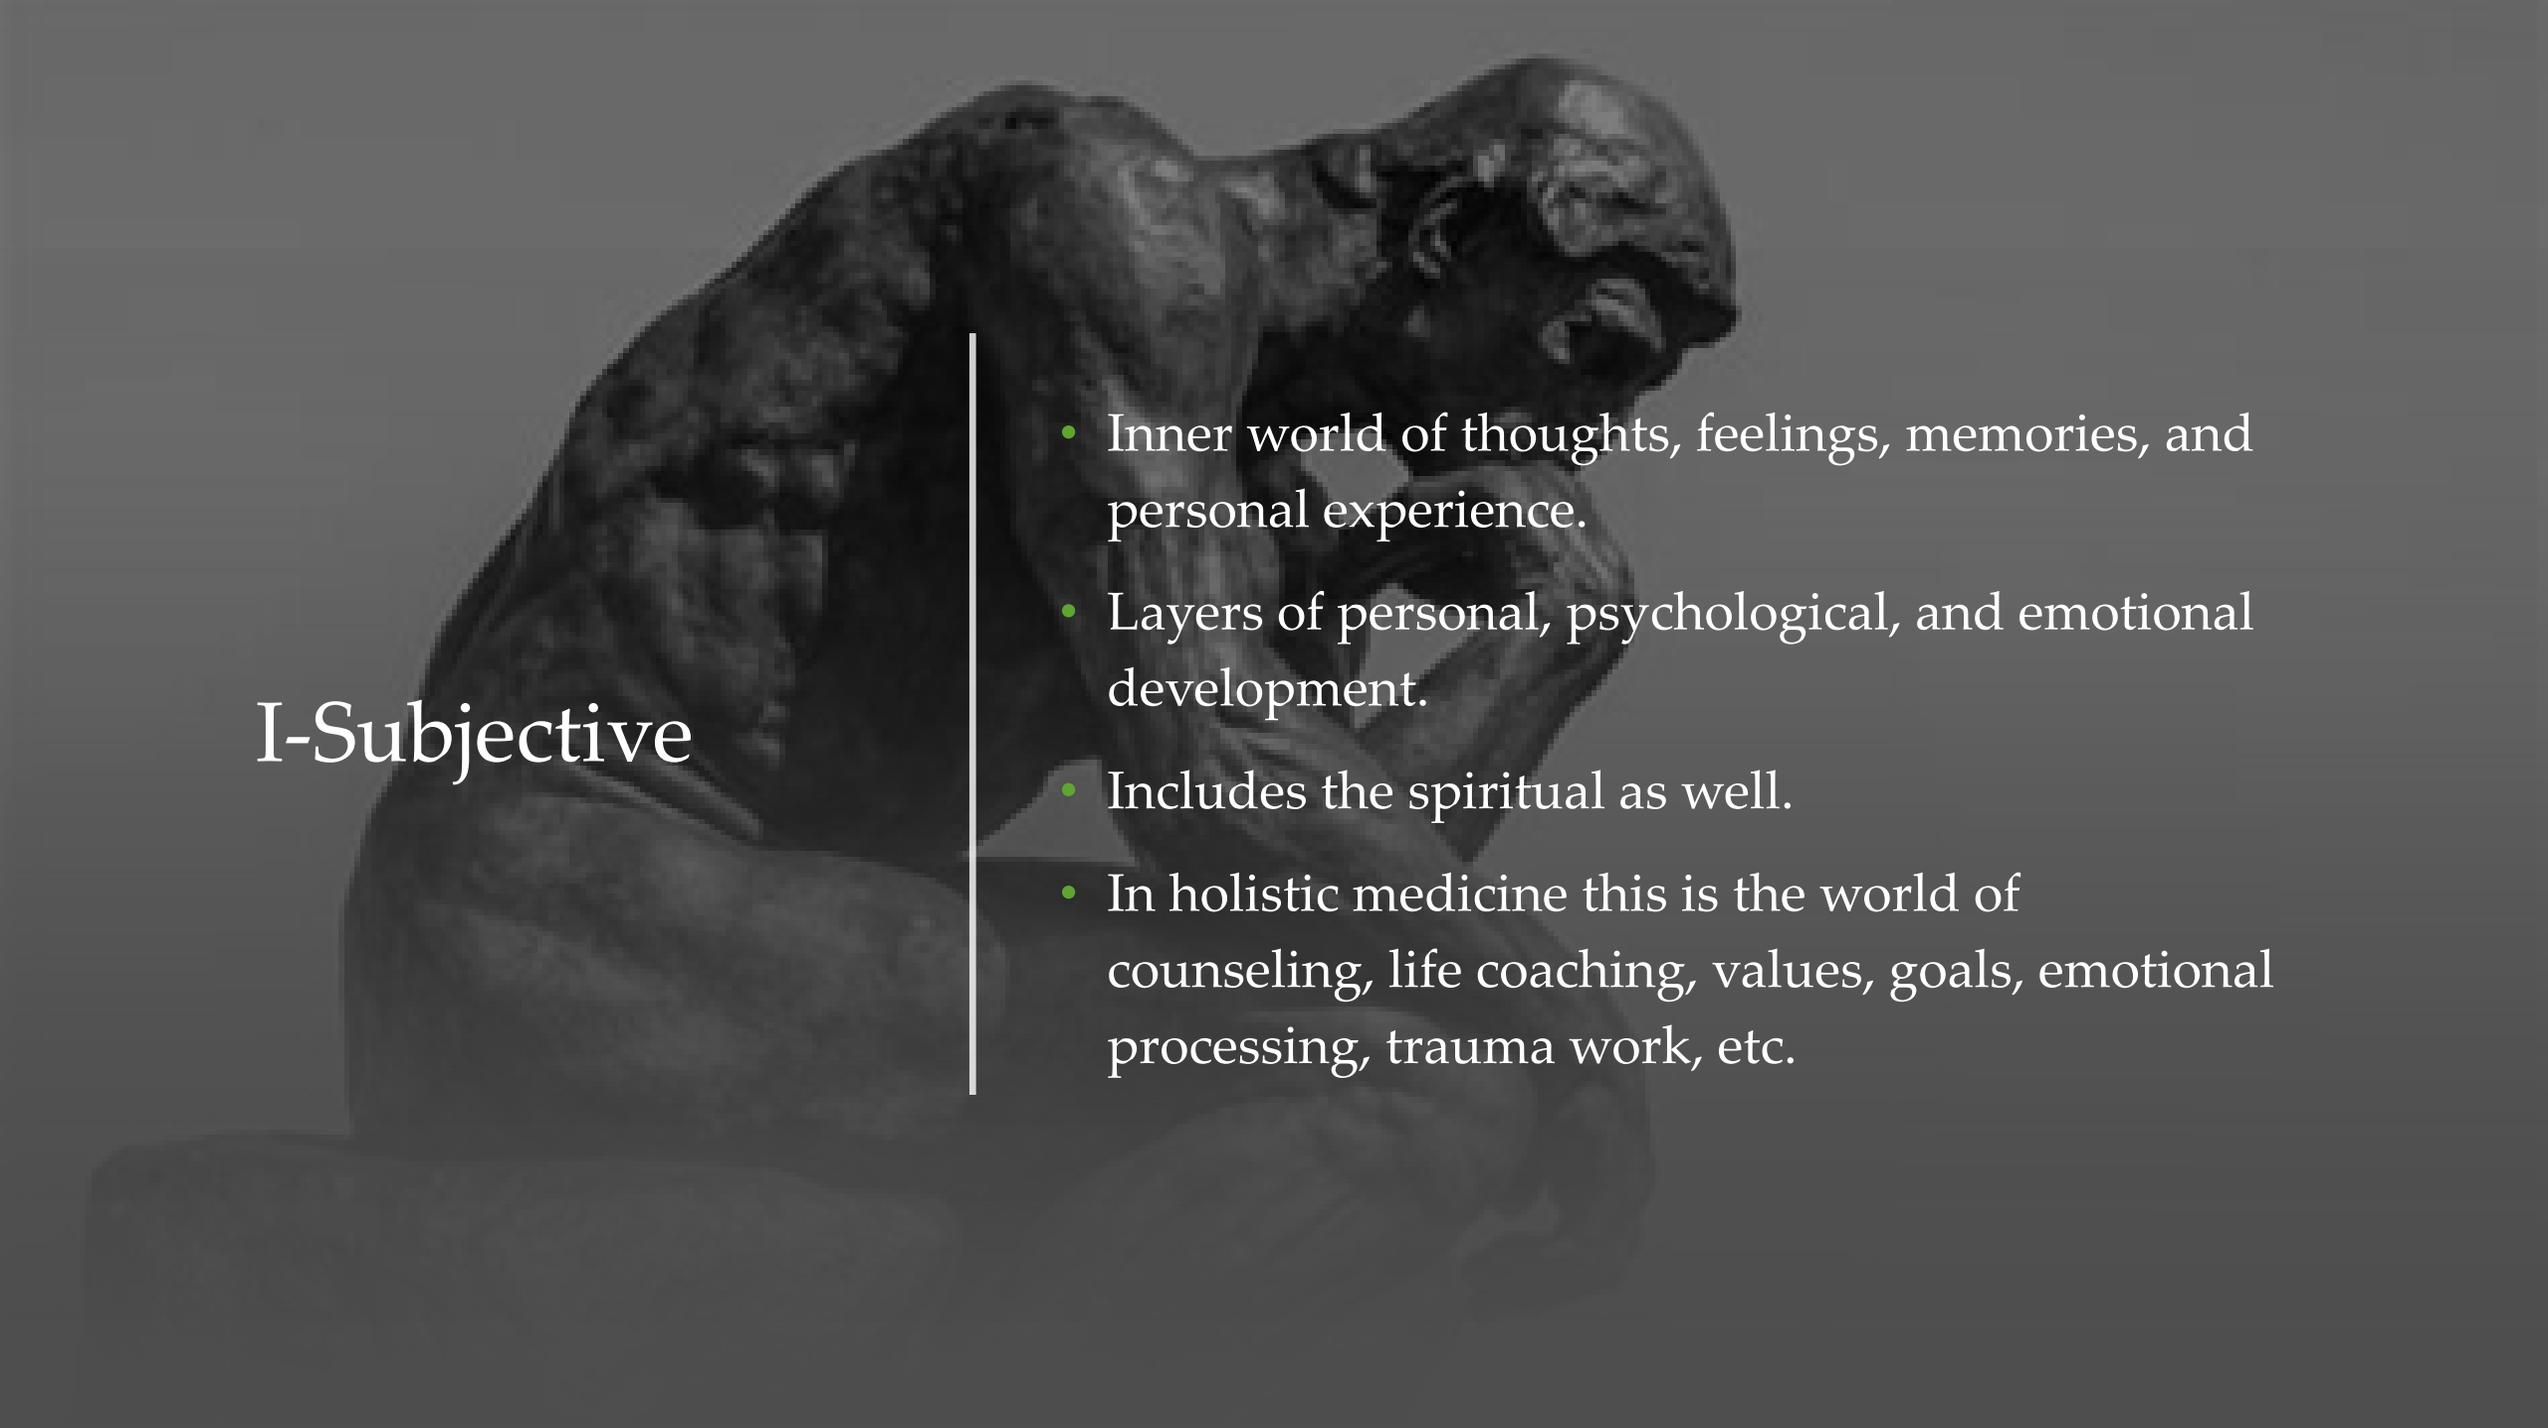 I-Subjective
• Inner world of thoughts, feelings, memories, and
personal experience.
• Layers of personal, psychological, and emotional
development.
• Includes the spiritual as well.
• In holistic medicine this is the world of
counseling, life coaching, values, goals, emotional
processing, trauma work, etc.